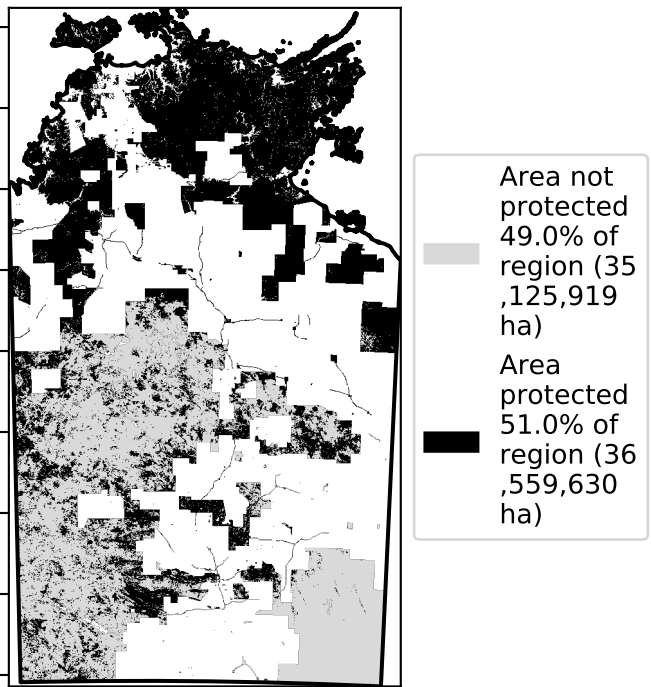 Area not
protected
49.0% of
region (35
,125,919
ha)
Area
protected
51.0% of
region (36
,559,630
ha)